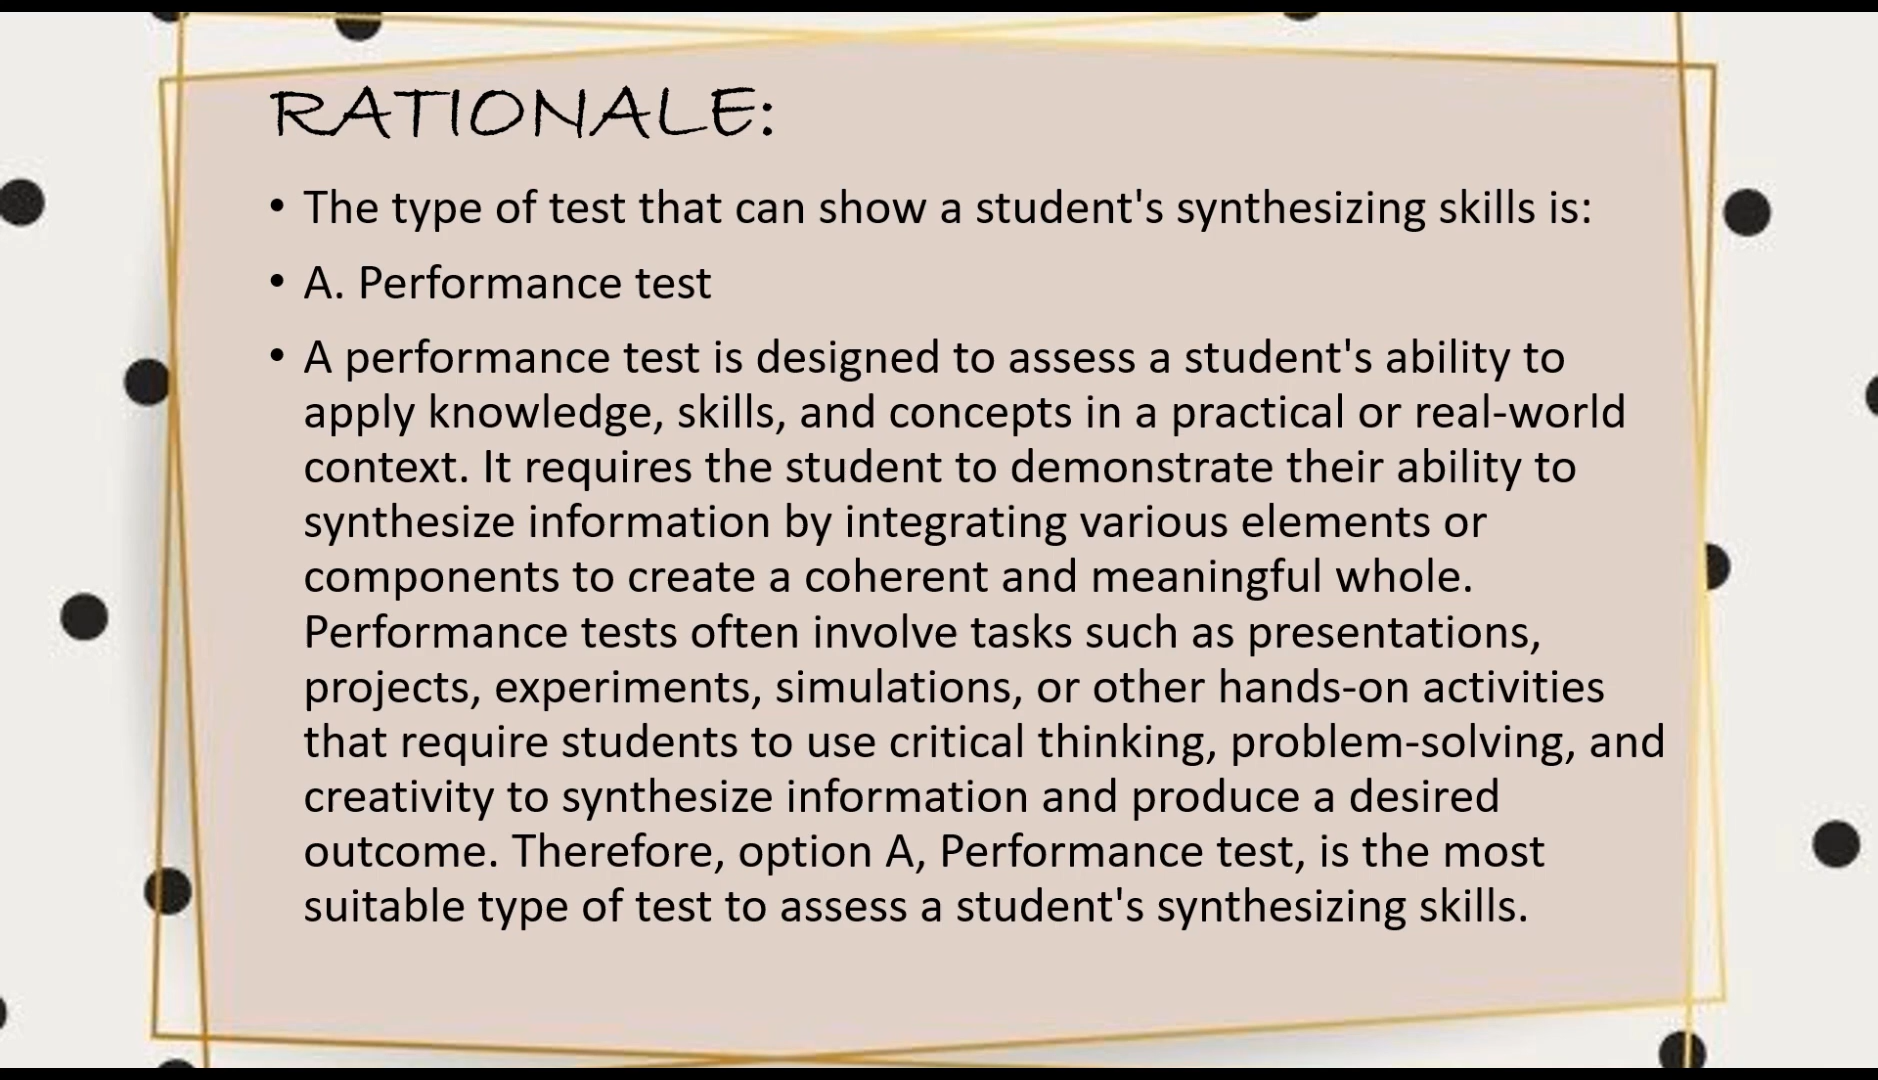 RATIONALE:
• The type of test that can show a student's synthesizing skills is:
• A. Performance test
• A performance test is designed to assess a student's ability to
apply knowledge, skills, and concepts in a practical or real-world
context. It requires the student to demonstrate their ability to
synthesize information by integrating various elements or
components to create a coherent and meaningful whole.
Performance tests often involve tasks such as presentations,
projects, experiments, simulations, or other hands-on activities
that require students to use critical thinking, problem-solving, and
creativity to synthesize information and produce a desired
outcome. Therefore, option A, Performance test, is the most
suitable type of test to assess a student's synthesizing skills.